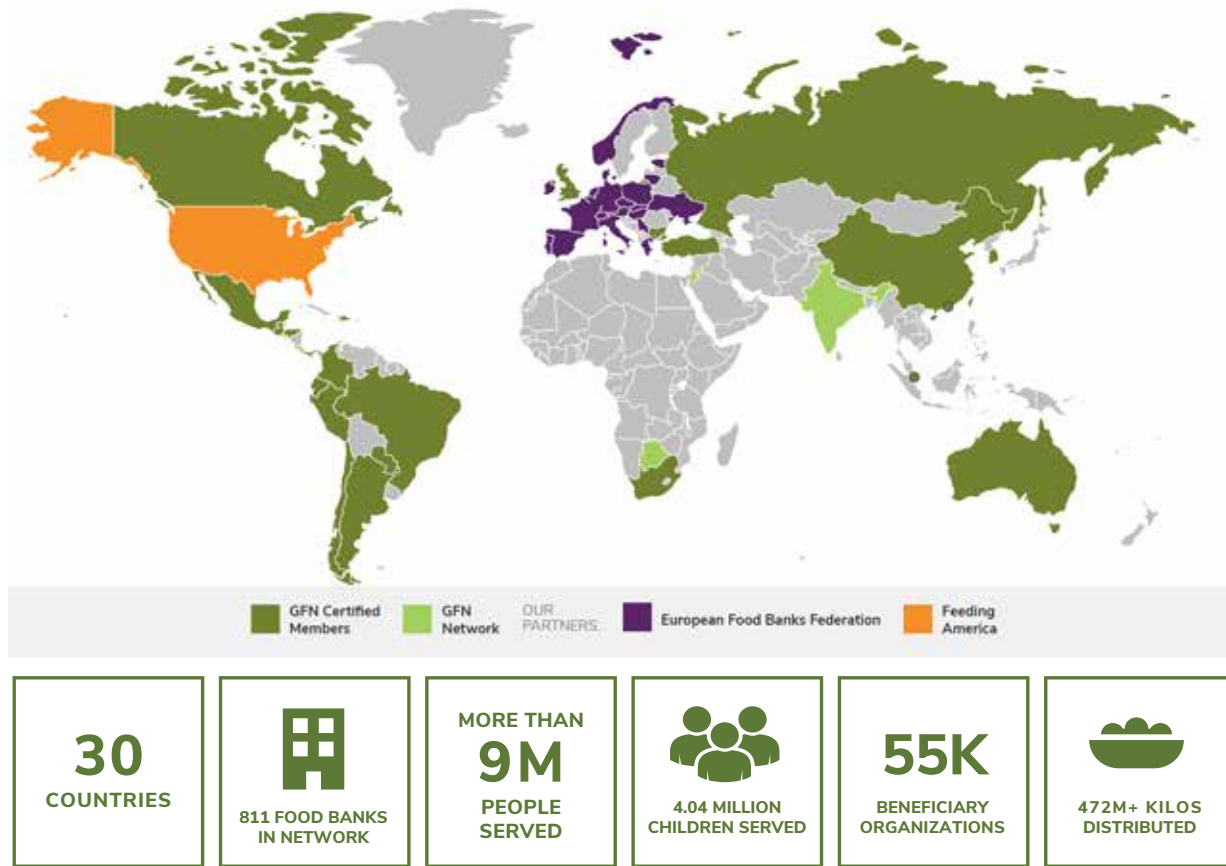 GFN Certified
Members
GFN
Network
OUR
PARTNERS...
European Food Banks Federation
Feeding
America
30
COUNTRIES
811 FOOD BANKS
IN NETWORK
MORE THAN
9M
PEOPLE
SERVED
4.04 MILLION
CHILDREN SERVED
55K
BENEFICIARY
ORGANIZATIONS
472M+ KILOS
DISTRIBUTED